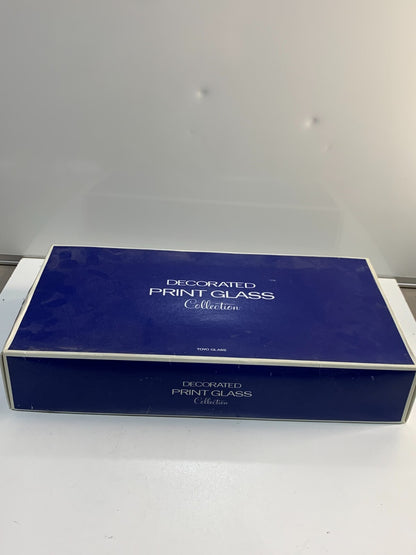 DECORATED
PRINT GLASS
Collection
TOYO GLASS
DECORATED
PRINT GLASS
Collection